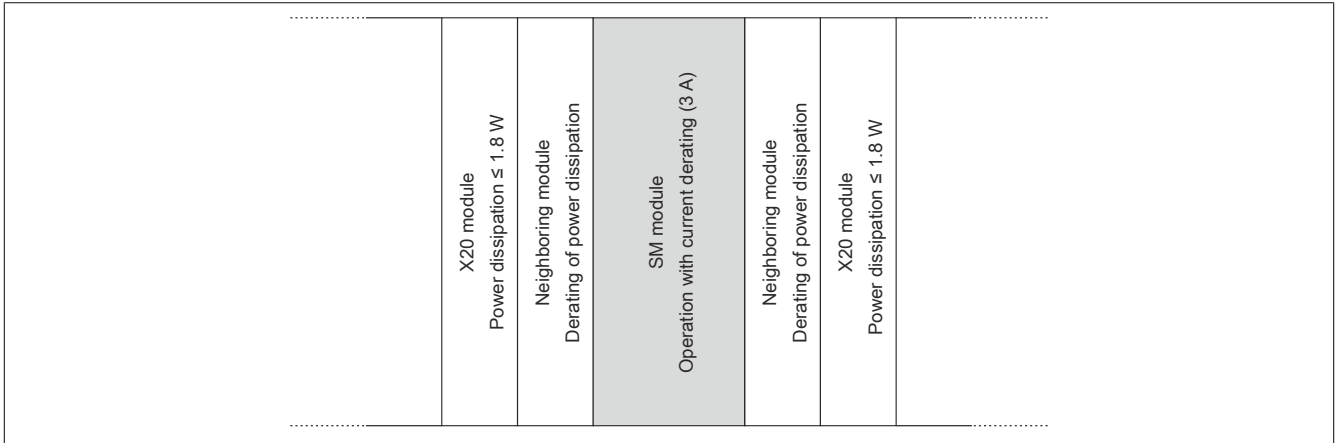 X20 module
Power dissipation ≤ 1.8 W
Neighboring module
Derating of power dissipation
SM module
Operation with current derating (3 A)
Neighboring module
Derating of power dissipation
X20 module
Power dissipation ≤ 1.8 W